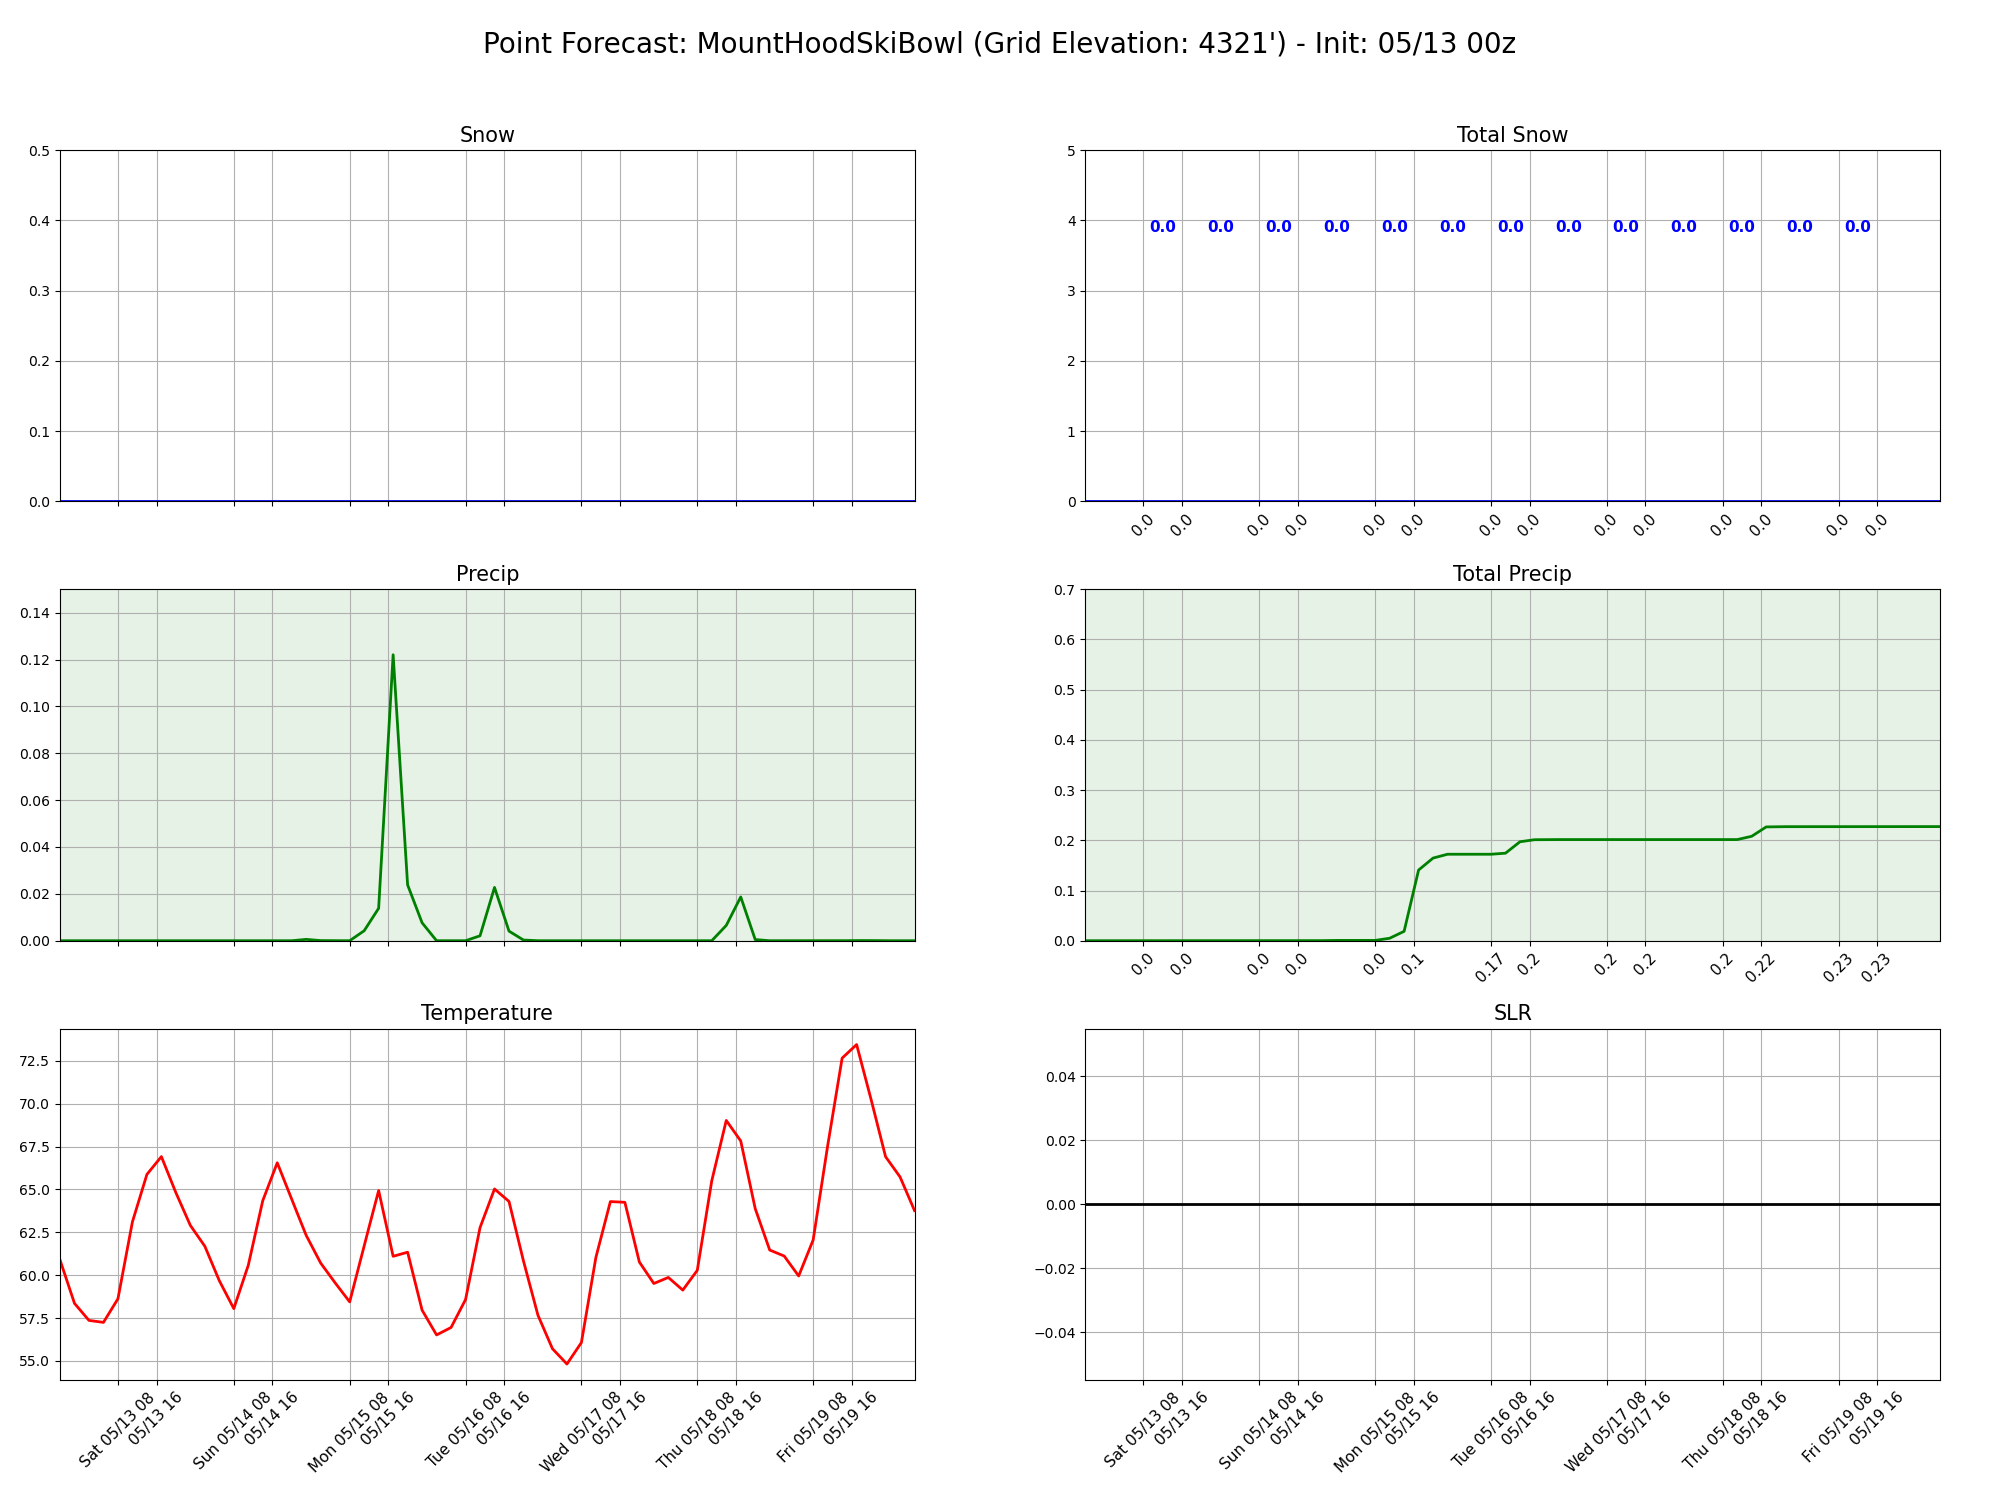 Point Forecast: MountHoodSkiBowl (Grid Elevation: 4321') - Init: 05/13 00z
Snow
0.5
0.4
0.3
0.2
0.1
0.0
Total Snow
5
4
3
2
1
0
0.0 0.0 0.0 0.0 0.0 0.0 0.0 0.0 0.0 0.0 0.0 0.0 0.0
0.0 0.0 0.0 0.0 0.0 0.0 0.0 0.0 0.0 0.0 0.0 0.0 0.0 0.0
Precip
0.14
0.12
0.10
0.08
0.06
0.04
0.02
0.00
Total Precip
0.7
0.6
0.5
0.4
0.3
0.2
0.1
0.0
0.0 0.0 0.0 0.0 0.0 0.1 0.17 0.2 0.2 0.2 0.2 0.22 0.23 0.23
Temperature
72.5
70.0
67.5
65.0
62.5
60.0
57.5
55.0
Sat 05/13 08
05/13 16
Sun 05/14 08
05/14 16
Mon 05/15 08
05/15 16
Tue 05/16 08
05/16 16
Wed 05/17 08
05/17 16
Thu 05/18 08
05/18 16
Fri 05/19 08
05/19 16
SLR
0.04
0.02
0.00
−0.02
−0.04
Sat 05/13 08
05/13 16
Sun 05/14 08
05/14 16
Mon 05/15 08
05/15 16
Tue 05/16 08
05/16 16
Wed 05/17 08
05/17 16
Thu 05/18 08
05/18 16
Fri 05/19 08
05/19 16